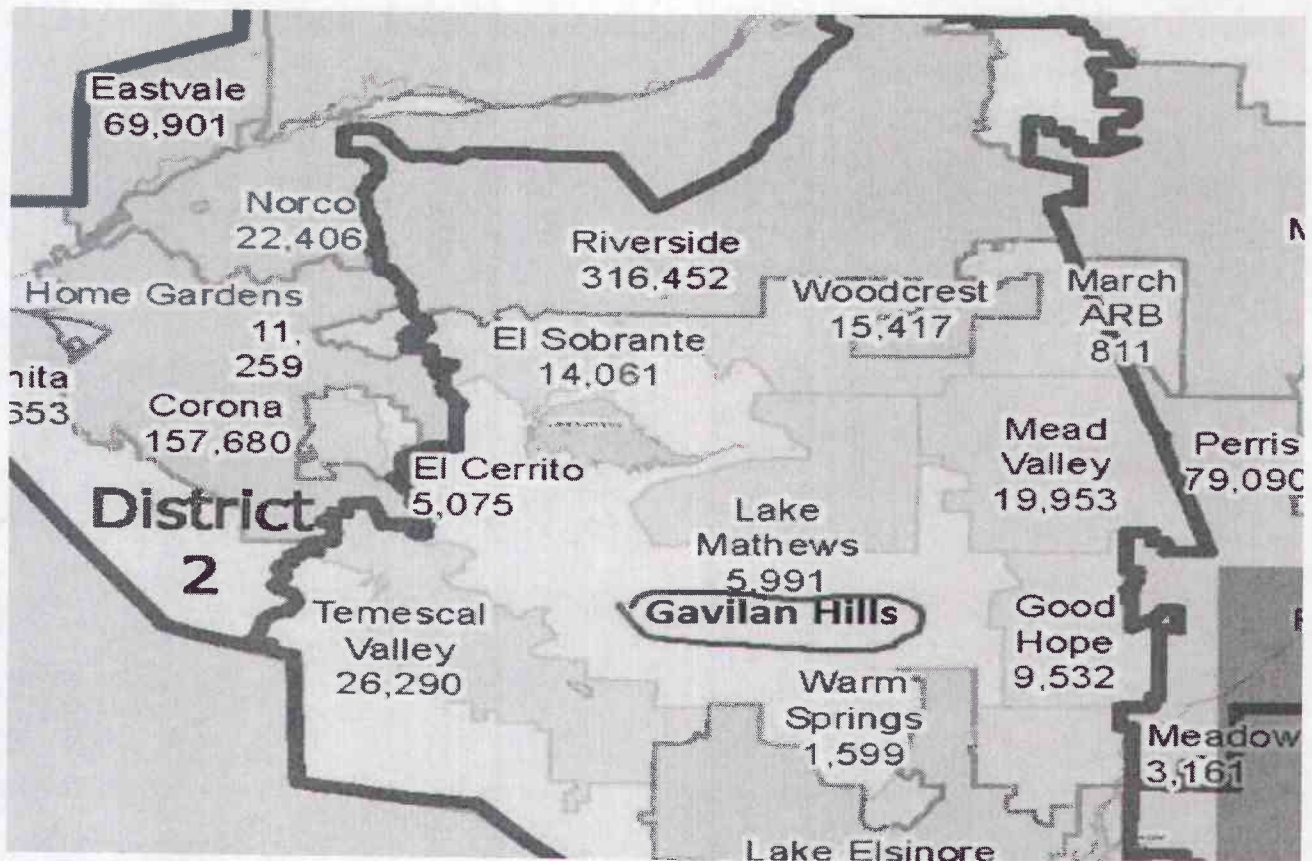 Eastvale
69,901
Norco
22,406
Riverside
316,452
Home Gardens
11,
259
El Sobrante
14,061
Woodcrest
15,417
March
ARB
811
653
Corona
157,680
El Cerrito
5,075
Mead
Valley
19,953
Perris
79,090
District
2
Lake
Mathews
5,991
Gavilan Hills
Temescal
Valley
26,290
Good
Hope
9,532
Warm
Springs
1,599
Meadow
3,161
Lake Elsinore